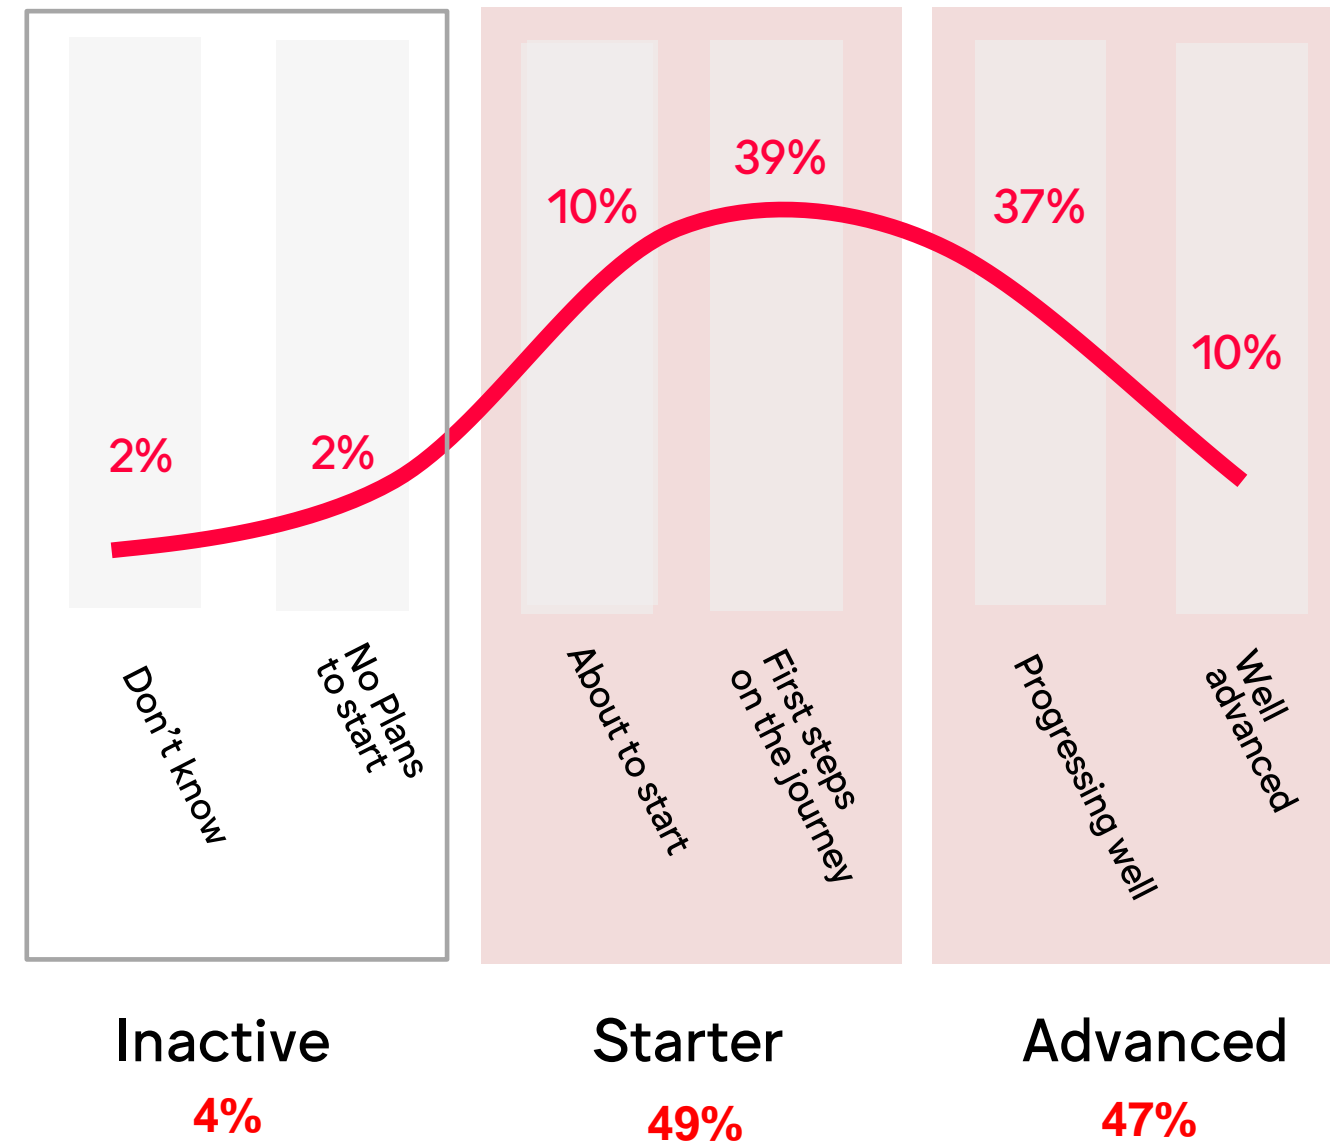 2%
2%
10%
39%
37%
10%
Don’t know
No Plans
to start
About to start
First steps
on the journey
Progressing well
Well
advanced
Inactive
Starter
Advanced
4%
49%
47%